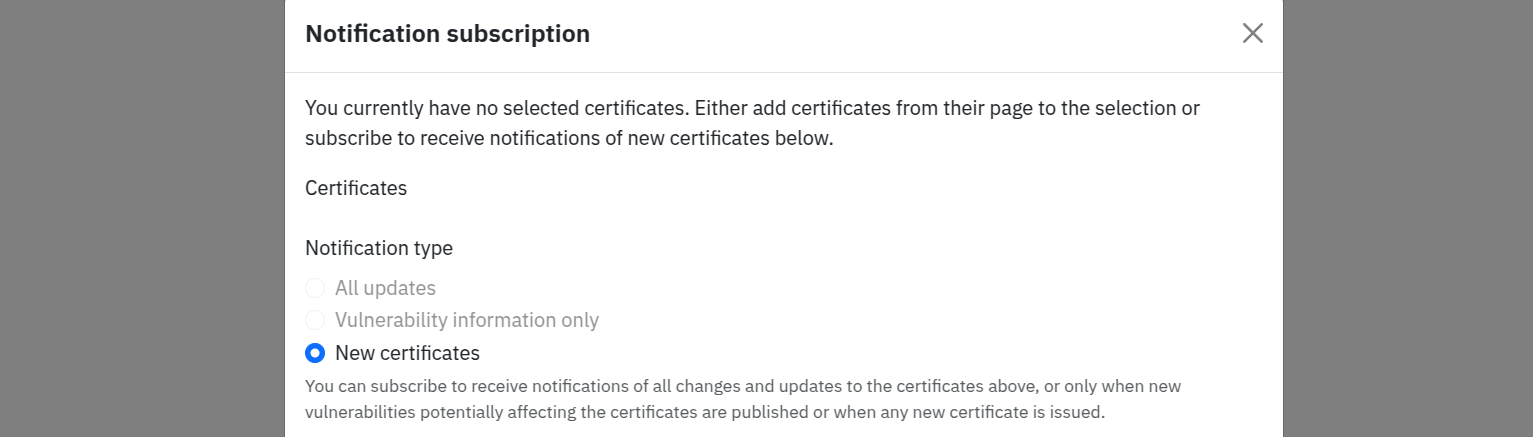 Notification subscription
You currently have no selected certificates. Either add certificates from their page to the selection or
subscribe to receive notifications of new certificates below.
Certificates
Notification type
All updates
Vulnerability information only
New certificates
You can subscribe to receive notifications of all changes and updates to the certificates above, or only when new
vulnerabilities potentially affecting the certificates are published or when any new certificate is issued.